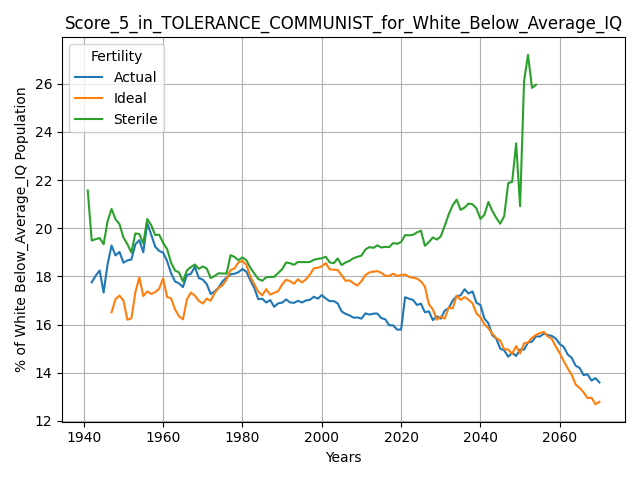 Score_5_in_TOLERANCE_COMMUNIST_for_White_Below_Average_IQ
Fertility
Actual
Ideal
Sterile
% of White Below_Average_IQ Population
26
24
22
20
18
16
14
12
1940 1960 1980 2000 2020 2040 2060
Years